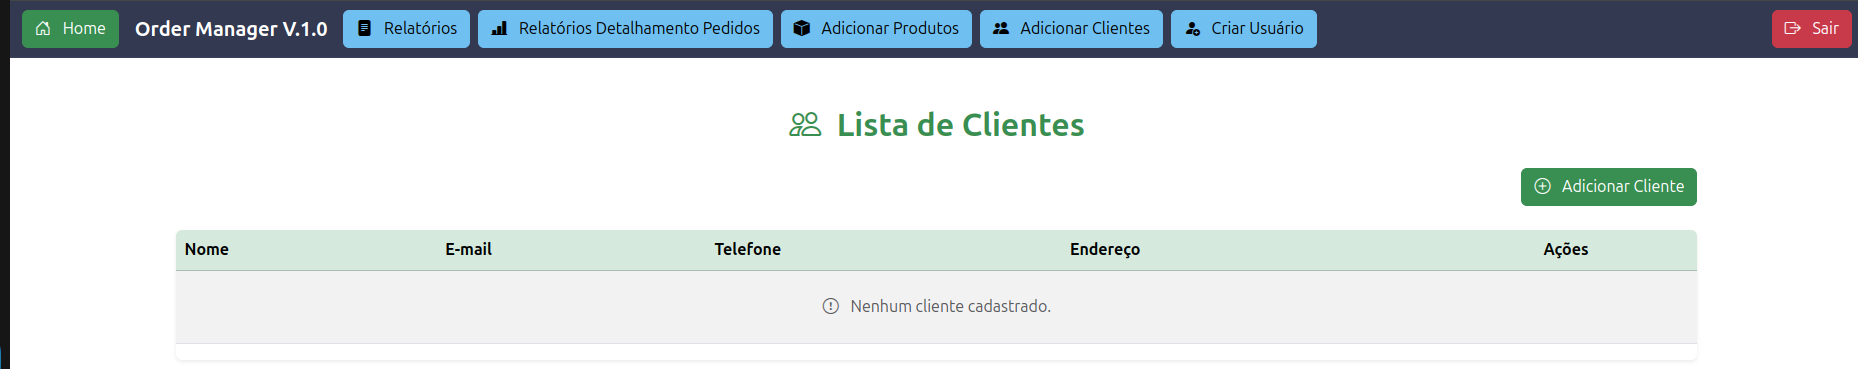 Home Order Manager V.1.0 Relatórios Relatórios Detalhamento Pedidos Adicionar Produtos Adicionar Clientes Criar Usuário Sair
Lista de Clientes
Adicionar Cliente
Nome E-mail Telefone Endereço Ações
Nenhum cliente cadastrado.